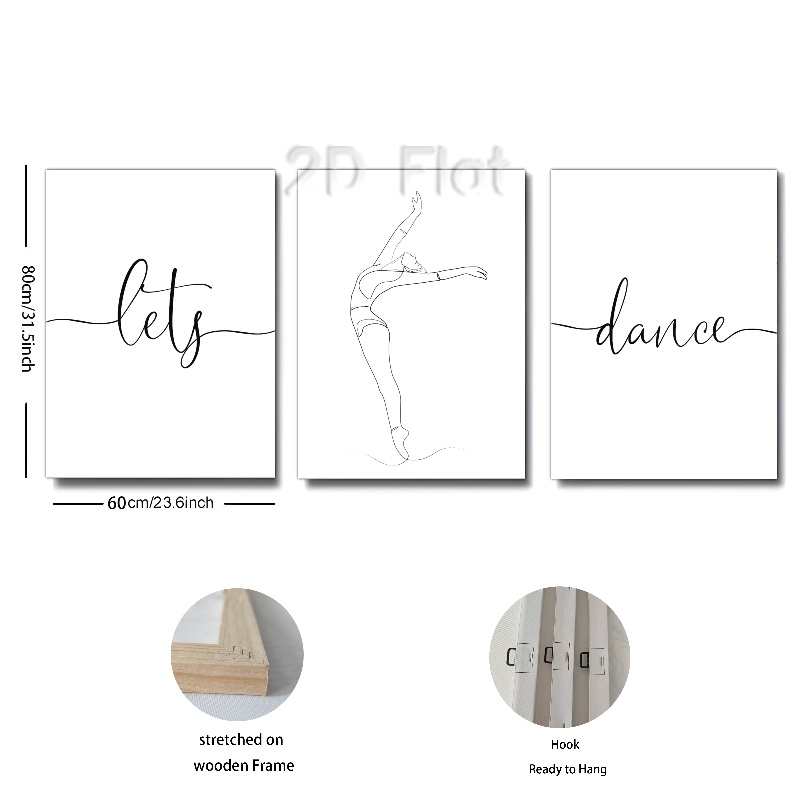 2D Flat
80cm/31.5inch
lets
dance
60cm/23.6inch
stretched on
wooden Frame
Hook
Ready to Hang